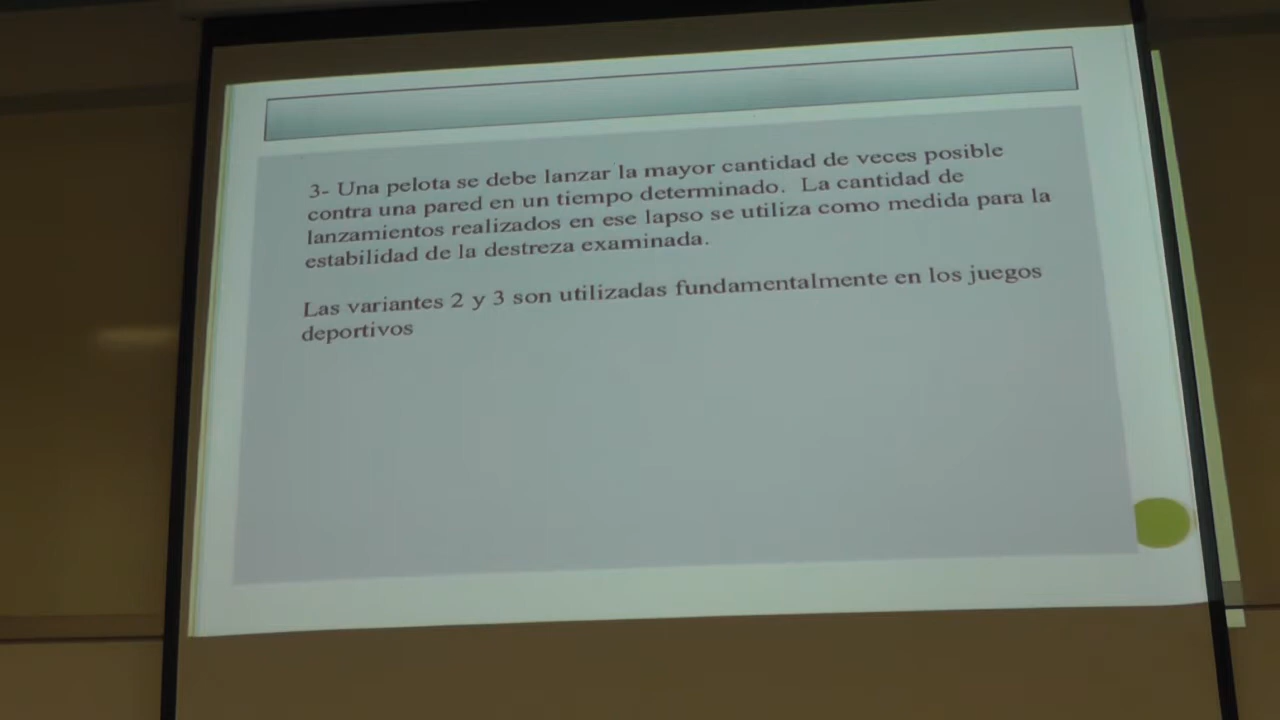 3- Una pelota se debe lanzar la mayor cantidad de veces posible
contra una pared en un tiempo determinado. La cantidad de
lanzamientos realizados en ese lapso se utiliza como medida para la
estabilidad de la destreza examinada.
Las variantes 2 y 3 son utilizadas fundamentalmente en los juegos
deportivos